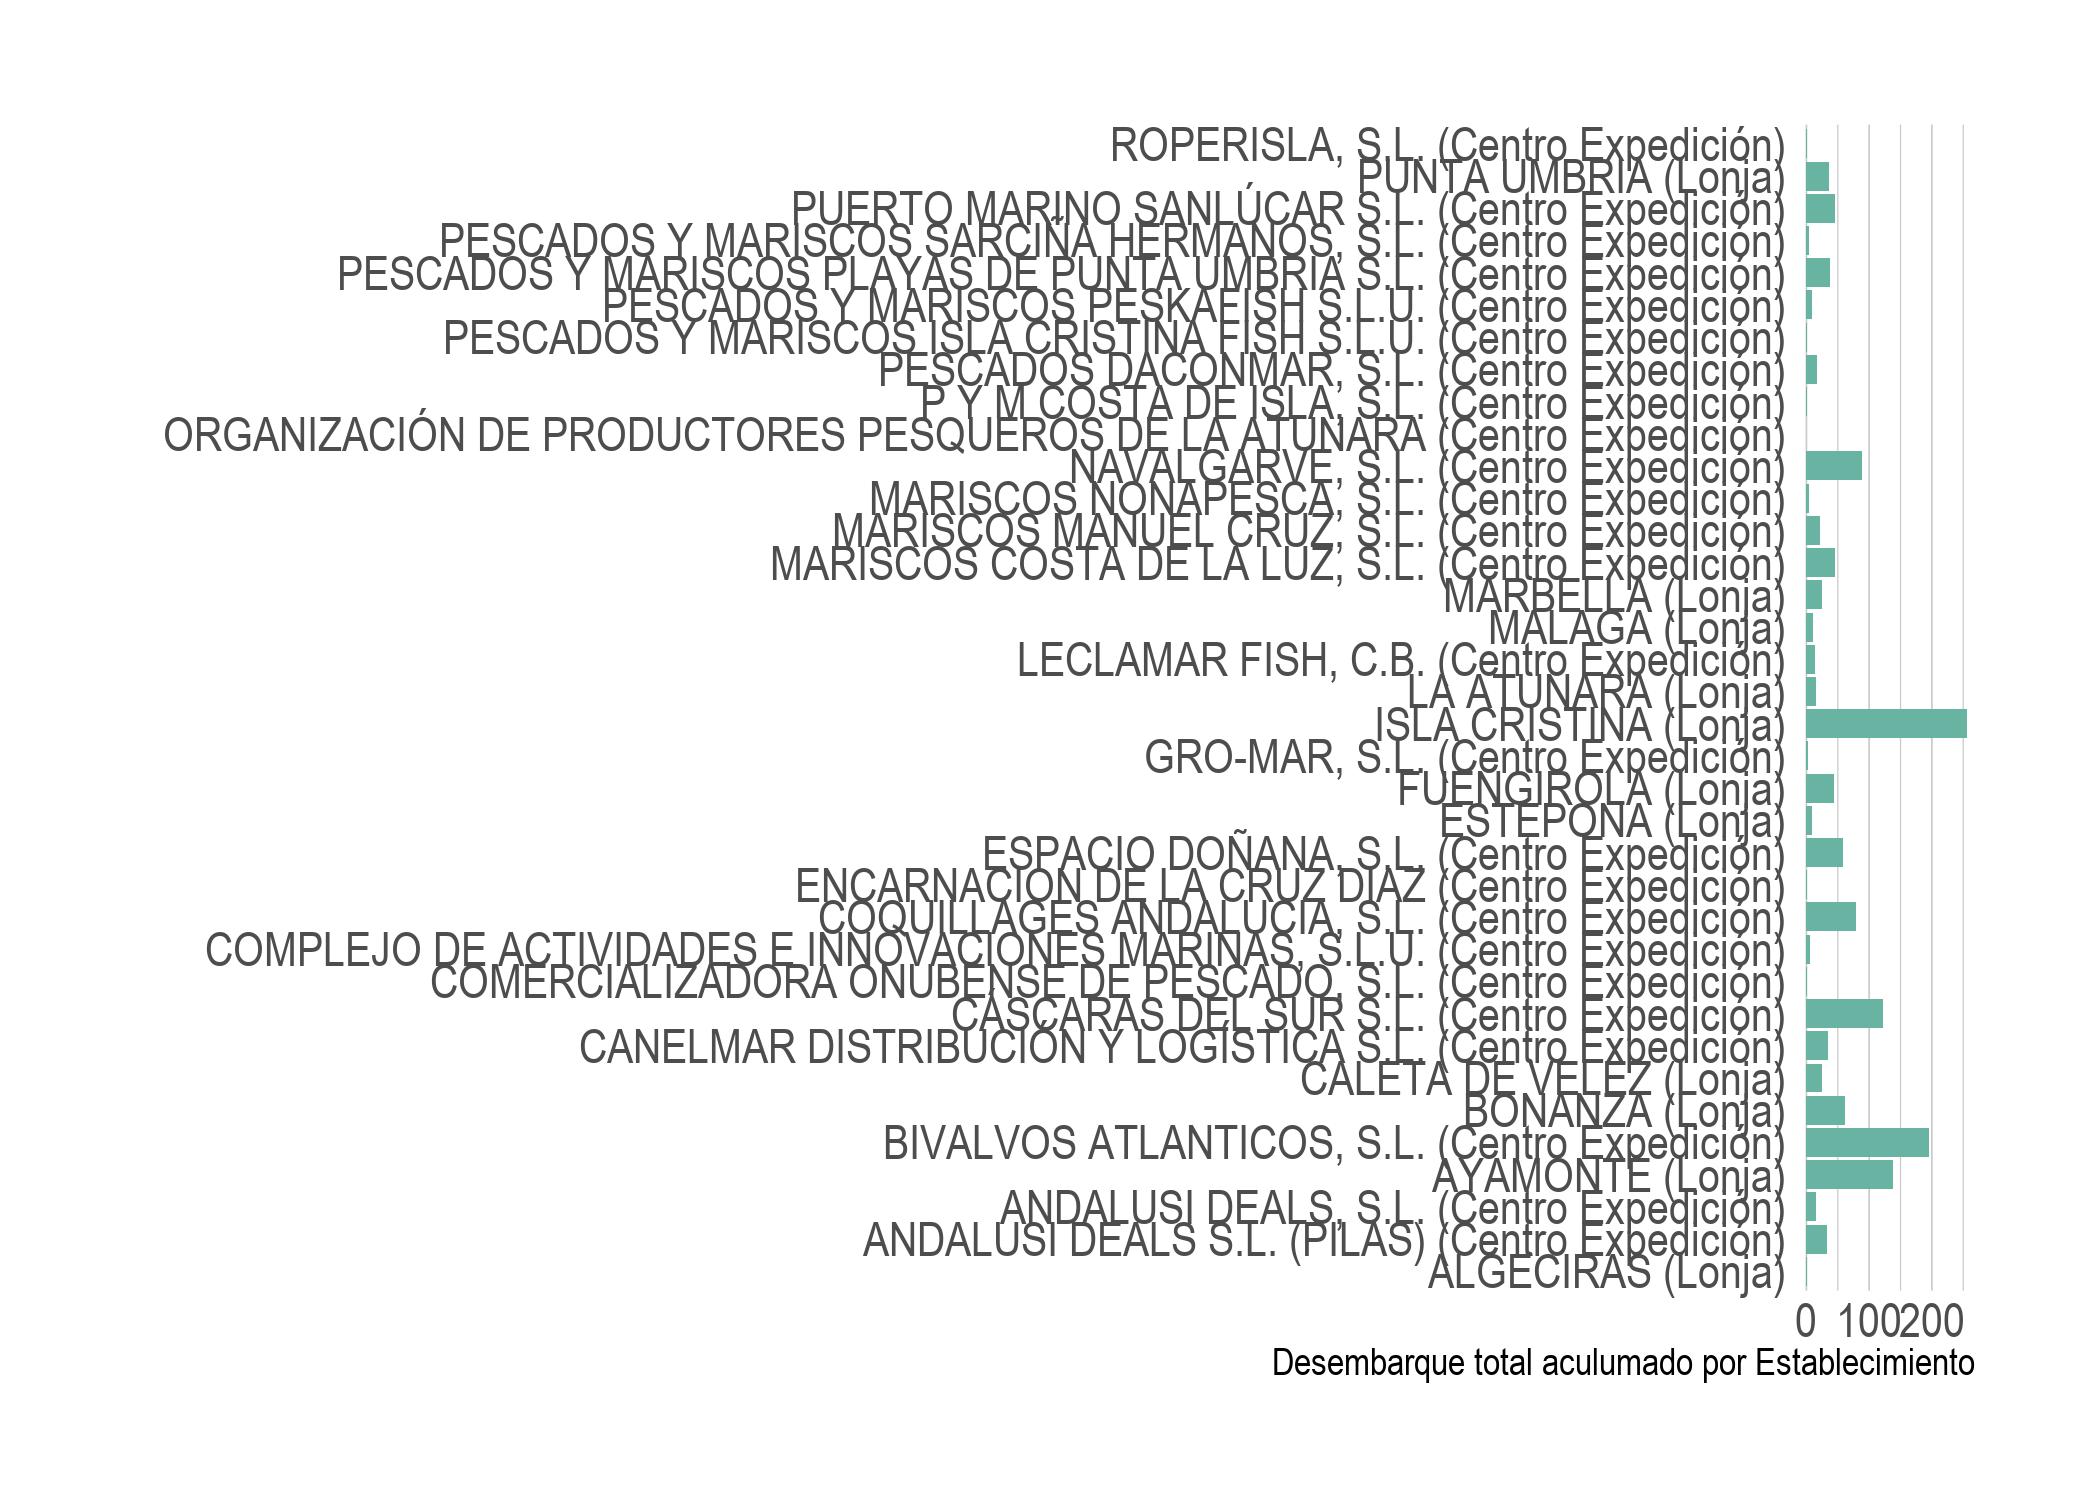 ROPERISLA, S.L. (Centro Expedición)
PUNTA UMBRIA (Lonja)
PUERTO MARINO SANLÚCAR S.L. (Centro Expedición)
PESCADOS Y MARISCOS SARCIÑA HERMANOS, S.L. (Centro Expedición)
PESCADOS Y MARISCOS PLAYAS DE PUNTA UMBRIA S.L. (Centro Expedición)
PESCADOS Y MARISCOS PESKAFISH S.L.U. (Centro Expedición)
PESCADOS Y MARISCOS ISLA CRISTINA FISH S.L.U. (Centro Expedición)
PESCADOS DACONMAR, S.L. (Centro Expedición)
P Y M COSTA DE ISLA, S.L. (Centro Expedición)
ORGANIZACIÓN DE PRODUCTORES PESQUEROS DE LA ATUNARA (Centro Expedición)
NAVALGARVE, S.L. (Centro Expedición)
MARISCOS NONAPESCA, S.L. (Centro Expedición)
MARISCOS MANUEL CRUZ, S.L. (Centro Expedición)
MARISCOS COSTA DE LA LUZ, S.L. (Centro Expedición)
MARBELLA (Lonja)
MALAGA (Lonja)
LECLAMAR FISH, C.B. (Centro Expedición)
LA ATUNARA (Lonja)
ISLA CRISTINA (Lonja)
GRO-MAR, S.L. (Centro Expedición)
FUENGIROLA (Lonja)
ESTEPONA (Lonja)
ESPACIO DOÑANA, S.L. (Centro Expedición)
ENCARNACION DE LA CRUZ DIAZ (Centro Expedición)
COQUILLAGES ANDALUCIA, S.L. (Centro Expedición)
COMPLEJO DE ACTIVIDADES E INNOVACIONES MARINAS, S.L.U. (Centro Expedición)
COMERCIALIZADORA ONUBENSE DE PESCADO, S.L. (Centro Expedición)
CÁSCARAS DEL SUR S.L. (Centro Expedición)
CANELMAR DISTRIBUCIÓN Y LOGÍSTICA S.L. (Centro Expedición)
CALETA DE VELEZ (Lonja)
BONANZA (Lonja)
BIVALVOS ATLANTICOS, S.L. (Centro Expedición)
AYAMONTE (Lonja)
ANDALUSI DEALS, S.L. (Centro Expedición)
ANDALUSI DEALS S.L. (PILAS) (Centro Expedición)
ALGECIRAS (Lonja)
0 100 200
Desembarque total aculumado por Establecimiento